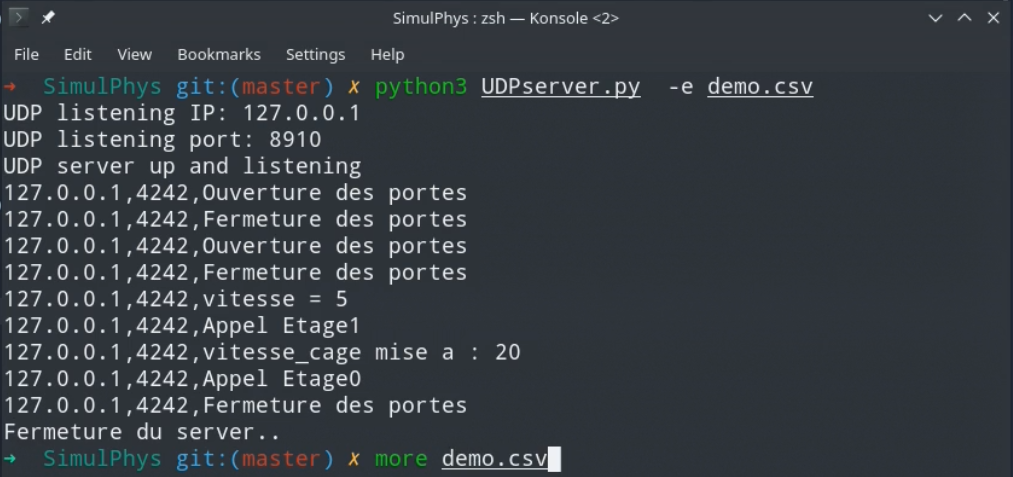 SimulPhys : zsh — Konsole <2>
File Edit View Bookmarks Settings Help
→ SimulPhys git:(master) ✗ python3 UDPserver.py -e demo.csv
UDP listening IP: 127.0.0.1
UDP listening port: 8910
UDP server up and listening
127.0.0.1,4242,Ouverture des portes
127.0.0.1,4242,Fermeture des portes
127.0.0.1,4242,Ouverture des portes
127.0.0.1,4242,Fermeture des portes
127.0.0.1,4242,vitesse = 5
127.0.0.1,4242,Appel Etage1
127.0.0.1,4242,vitesse_cage mise a : 20
127.0.0.1,4242,Appel Etage0
127.0.0.1,4242,Fermeture des portes
Fermeture du server..
→ SimulPhys git:(master) ✗ more demo.csv